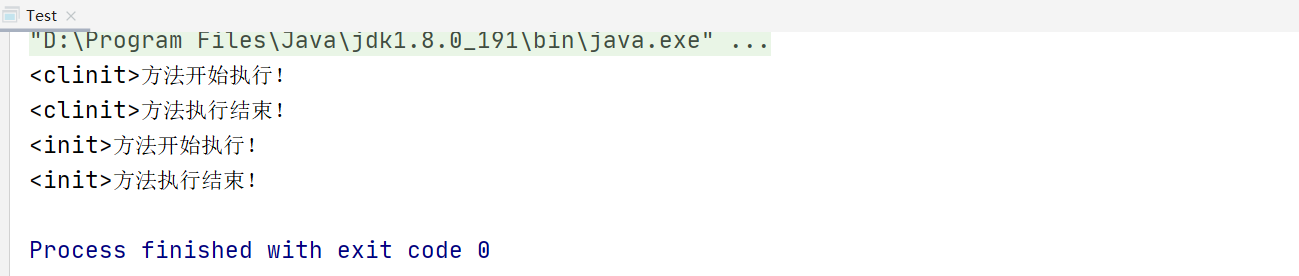 Test
"D:\Program Files\Java\jdk1.8.0_191\bin\java.exe" ...
<clinit>方法开始执行!
<clinit>方法执行结束!
<init>方法开始执行!
<init>方法执行结束!
Process finished with exit code 0